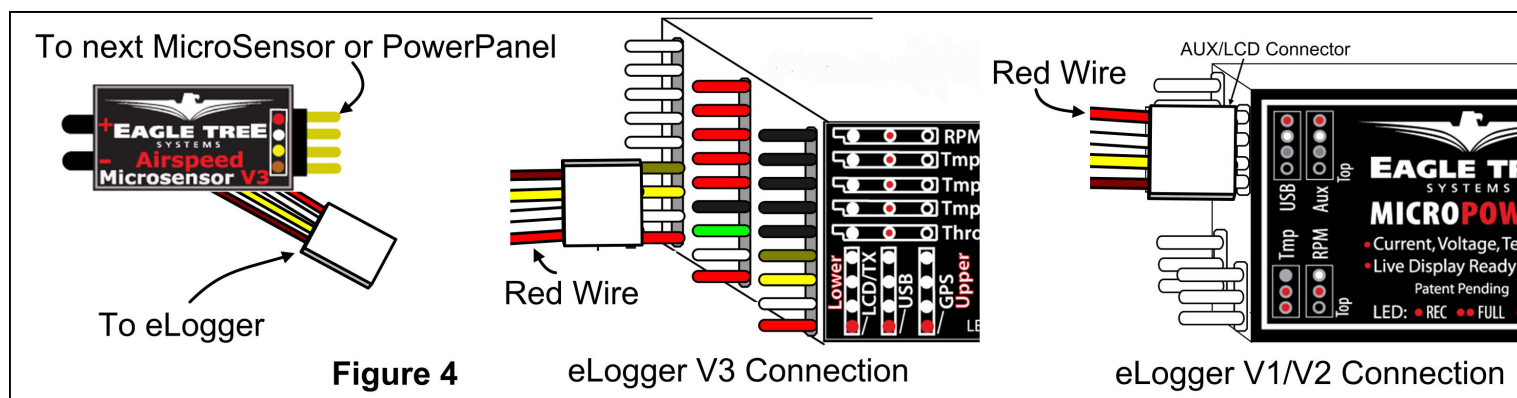 To next MicroSensor or PowerPanel
+
EAGLE TREE
SYSTEMS
Airspeed
-
Microsensor V3
To eLogger
Figure 4
Red Wire
eLogger V3 Connection
RPM
Tmp
Tmp
Tmp
Thro
Lower
/LCD/TX
/USB
/GPS
Upper
LE
AUX/LCD Connector
Red Wire
USB
Aux
Top
Tmp
RPM
Top
EAGLE TRE
SYSTEMS
MICROPOW
• Current, Voltage, Te
• Live Display Ready
Patent Pending
LED: • REC •• FULL
eLogger V1/V2 Connection